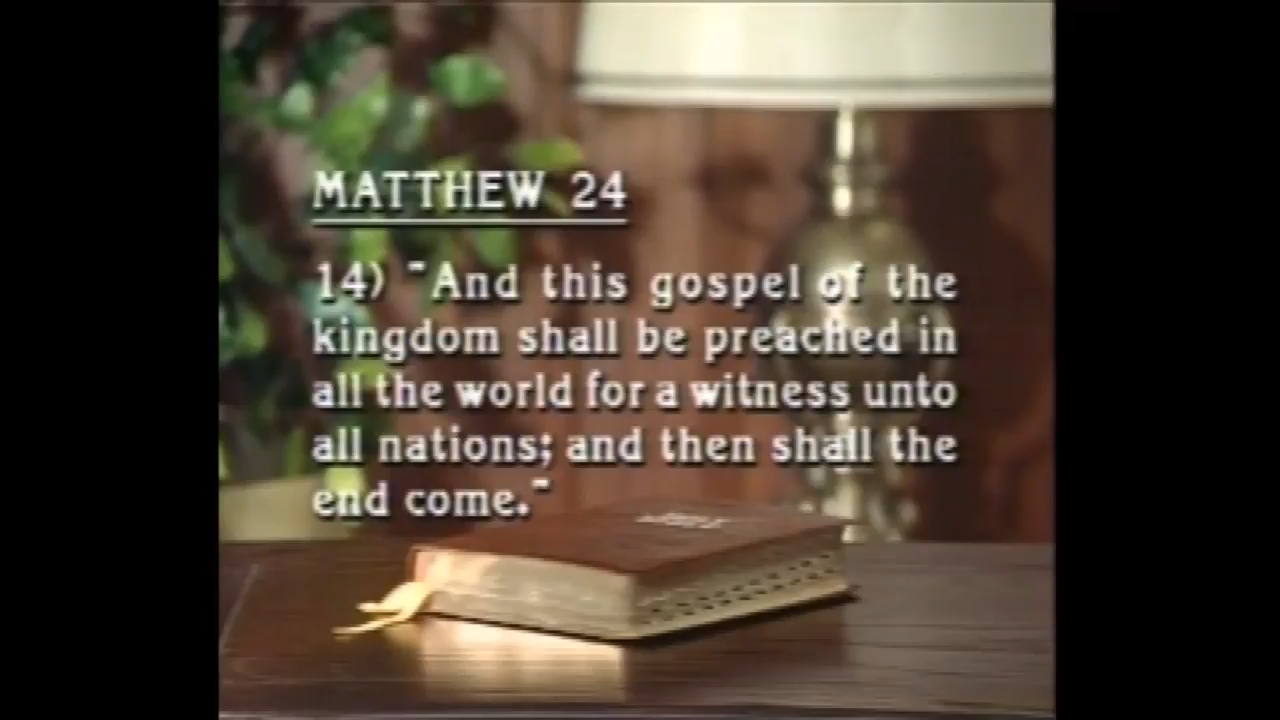 MATTHEW 24
14) "And this gospel of the
kingdom shall be preached in
all the world for a witness unto
all nations; and then shall the
end come."